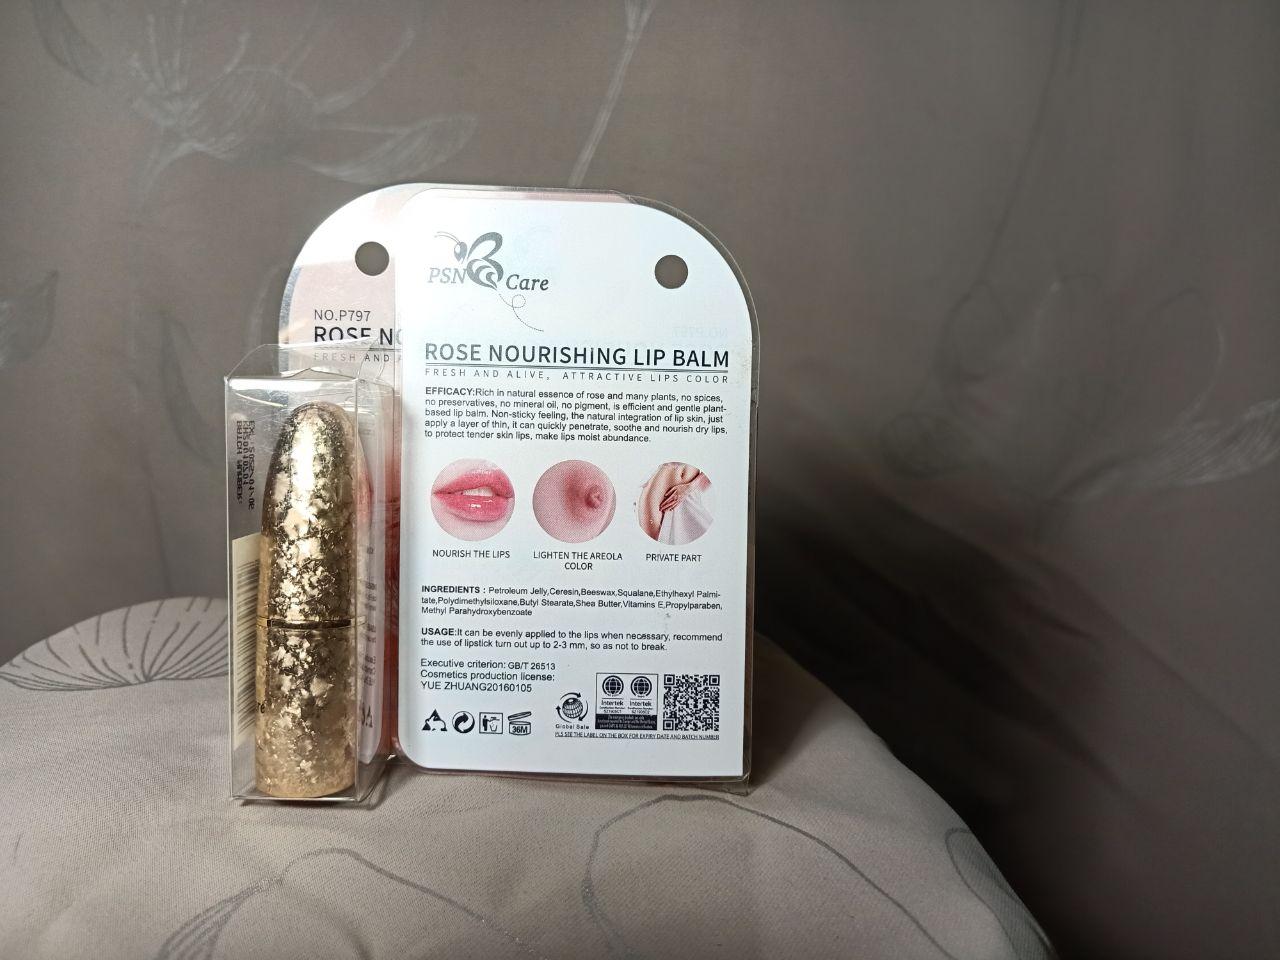 PSN Care
NO.P797
ROSE NO
FRESH AND A
ROSE NOURISHING LIP BALM
FRESH AND ALIVE, ATTRACTIVE LIPS COLOR
EFFICACY:Rich in natural essence of rose and many plants, no spices,
no preservatives, no mineral oil, no pigment, is efficient and gentle plant-
based lip balm. Non-sticky feeling, the natural integration of lip skin, just
apply a layer of thin, it can quickly penetrate, soothe and nourish dry lips,
to protect tender skin lips, make lips moist abundance.
NOURISH THE LIPS
LIGHTEN THE AREOLA
COLOR
PRIVATE PART
INGREDIENTS : Petroleum Jelly,Ceresin,Beeswax,Squalane,Ethylhexyl Palmi-
tate,Polydimethylsiloxane,Butyl Stearate,Shea Butter,Vitamins E,Propylparaben,
Methyl Parahydroxybenzoate
USAGE:It can be evenly applied to the lips when necessary, recommend
the use of lipstick turn out up to 2-3 mm, so as not to break.
Executive criterion: GB/T 26513
Cosmetics production license:
YUE ZHUANG20160105
36M
Global Sale
Intertek
Intertek
PLS SEE THE LABEL ON THE BOX FOR EXPIRY DATE AND BATCH NUMBER